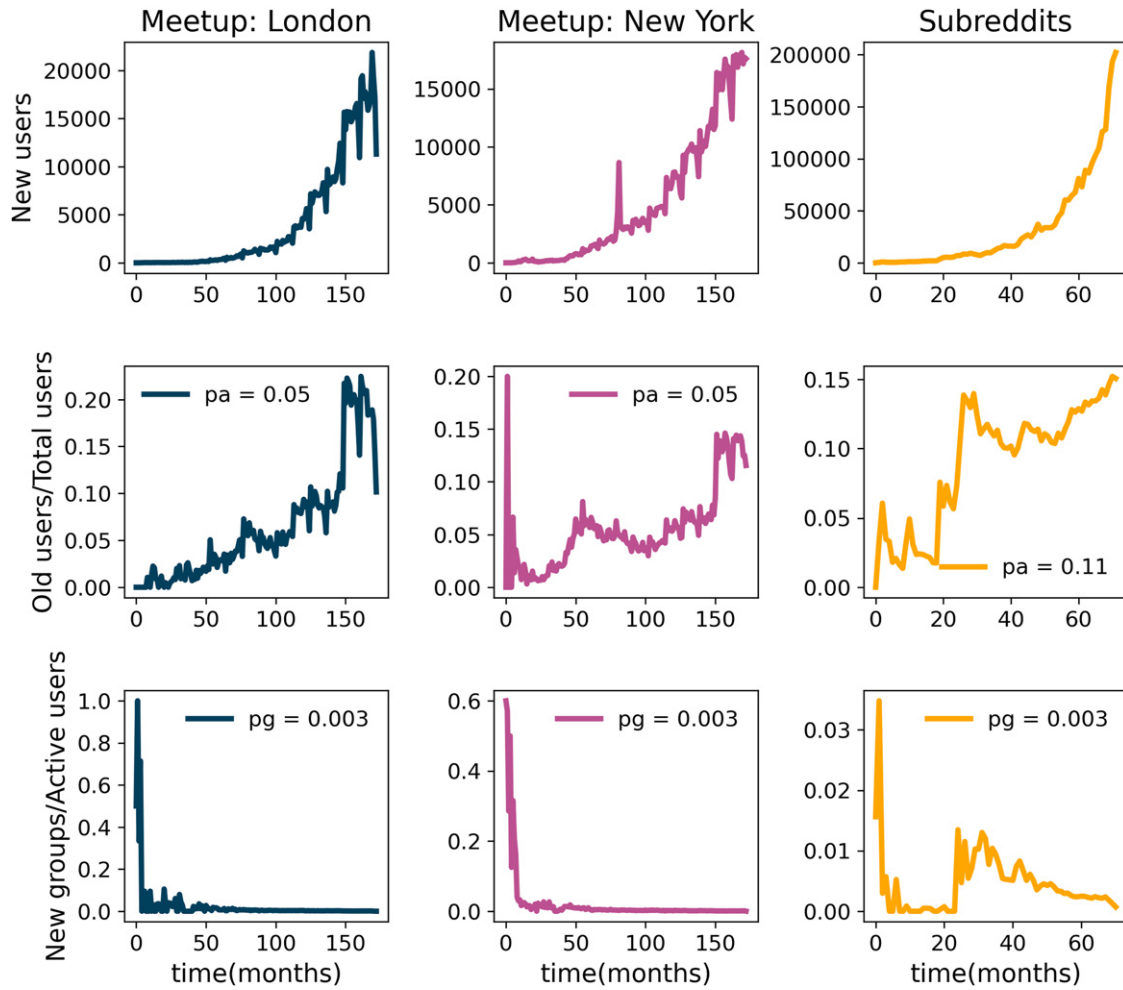 Meetup: London
Meetup: New York
Subreddits
New users
20000
15000
10000
5000
0
0 50 100 150
15000
10000
5000
0
0 50 100 150
200000
150000
100000
50000
0
0 20 40 60
Old users/Total users
0.20
0.15
0.10
0.05
0.00
pa = 0.05
0 50 100 150
0.20
0.15
0.10
0.05
0.00
pa = 0.05
0 50 100 150
0.15
0.10
0.05
0.00
pa = 0.11
0 20 40 60
New groups/Active users
1.0
0.8
0.6
0.4
0.2
0.0
pg = 0.003
0 50 100 150
time(months)
0.6
0.4
0.2
0.0
pg = 0.003
0 50 100 150
time(months)
0.03
0.02
0.01
0.00
pg = 0.003
0 20 40 60
time(months)